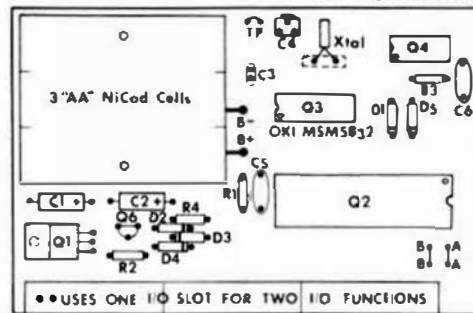 TP
C4
Xtal
Q4
3 "AA" NiCad Cells
C3
B3
C6
B-
Q3
D1
D5
OKI MSM5832
B+
C5
R1
C1 +
C2 +
Q2
Q6
D2
R4
Q1
D3
D4
R2
B A
B A
USES ONE I/O SLOT FOR TWO I/O FUNCTIONS